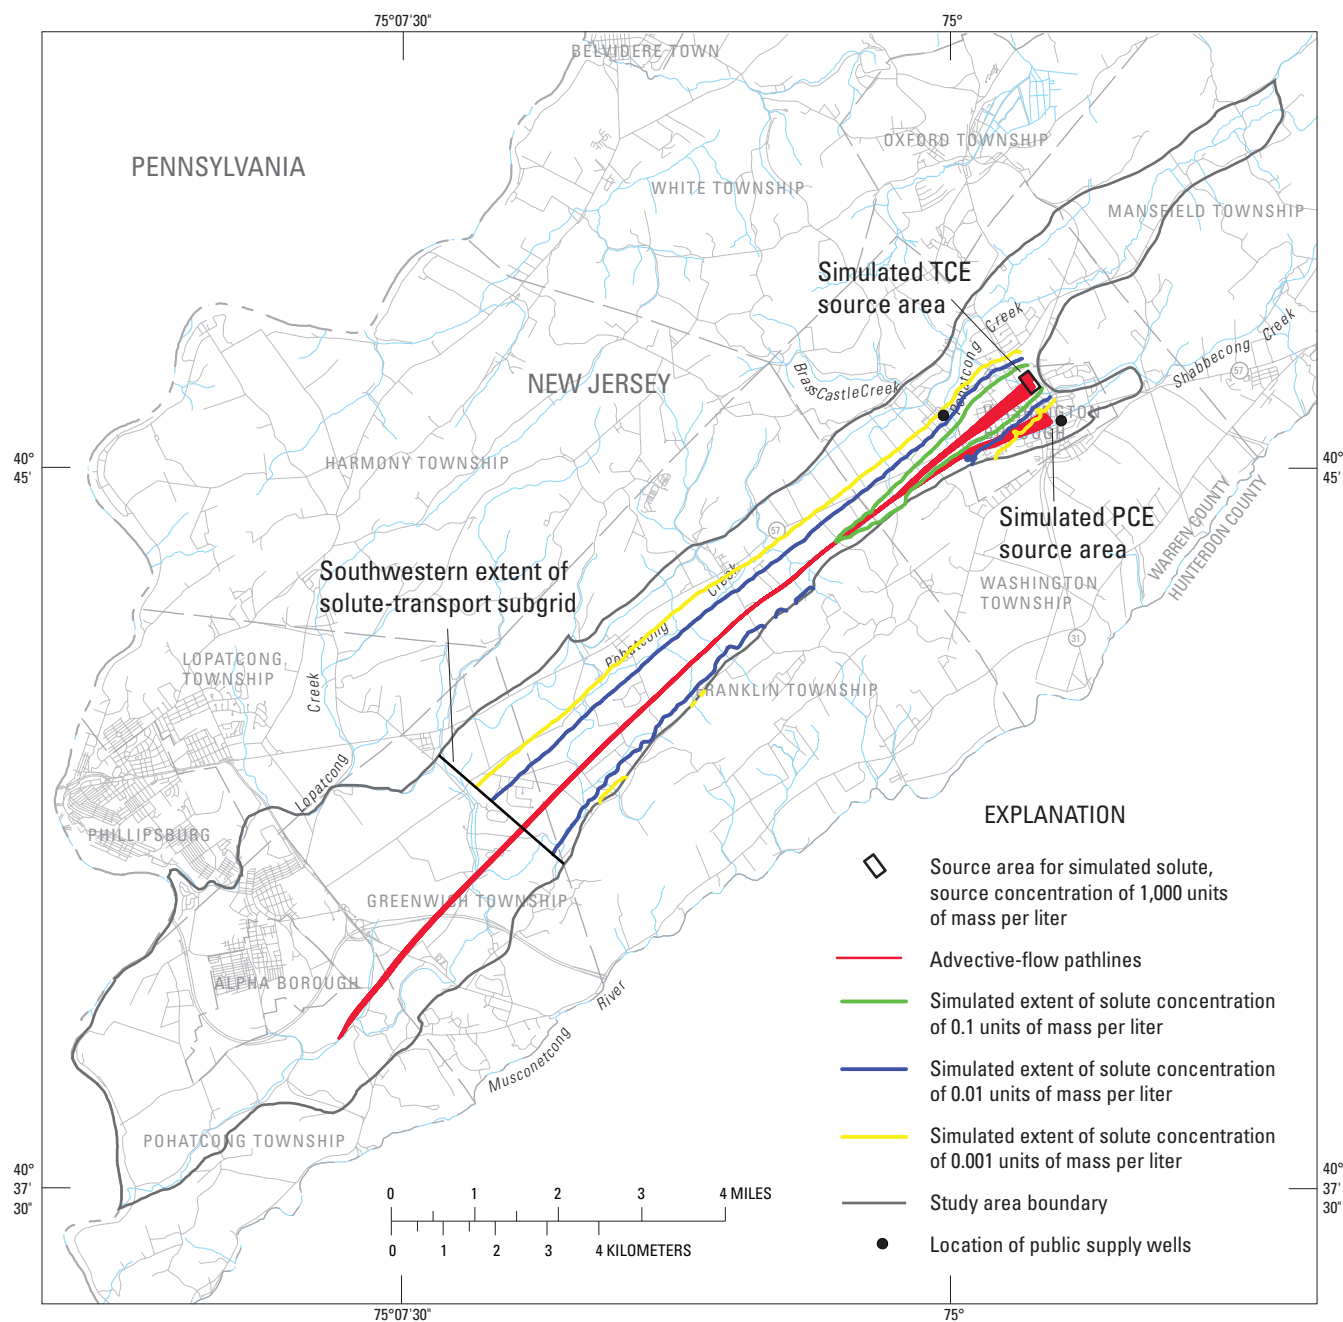 75°07'30"
75°
BELVIDERE TOWN
OXFORD TOWNSHIP
PENNSYLVANIA
WHITE TOWNSHIP
MANSFIELD TOWNSHIP
Simulated TCE
source area
Creek
Pohatcong
Shabbecong Creek
57
NEW JERSEY
BrassCastleCreek
WASHINGTON
BOROUGH
40°
45'
40°
45'
HARMONY TOWNSHIP
Simulated PCE
source area
WARREN COUNTY
HUNTERDON COUNTY
57
Southwestern extent of
solute-transport subgrid
Creek
WASHINGTON
TOWNSHIP
31
Pohatcong
LOPATCONG
TOWNSHIP
Creek
FRANKLIN TOWNSHIP
Lopatcong
PHILLIPSBURG
GREENWICH TOWNSHIP
ALPHA BOROUGH
River
Musconetcong
POHATCONG TOWNSHIP
EXPLANATION
Source area for simulated solute,
source concentration of 1,000 units
of mass per liter
Advective-flow pathlines
Simulated extent of solute concentration
of 0.1 units of mass per liter
Simulated extent of solute concentration
of 0.01 units of mass per liter
Simulated extent of solute concentration
of 0.001 units of mass per liter
Study area boundary
Location of public supply wells
40°
37'
30"
40°
37'
30"
0 1 2 3 4 MILES
0 1 2 3 4 KILOMETERS
75°07'30"
75°